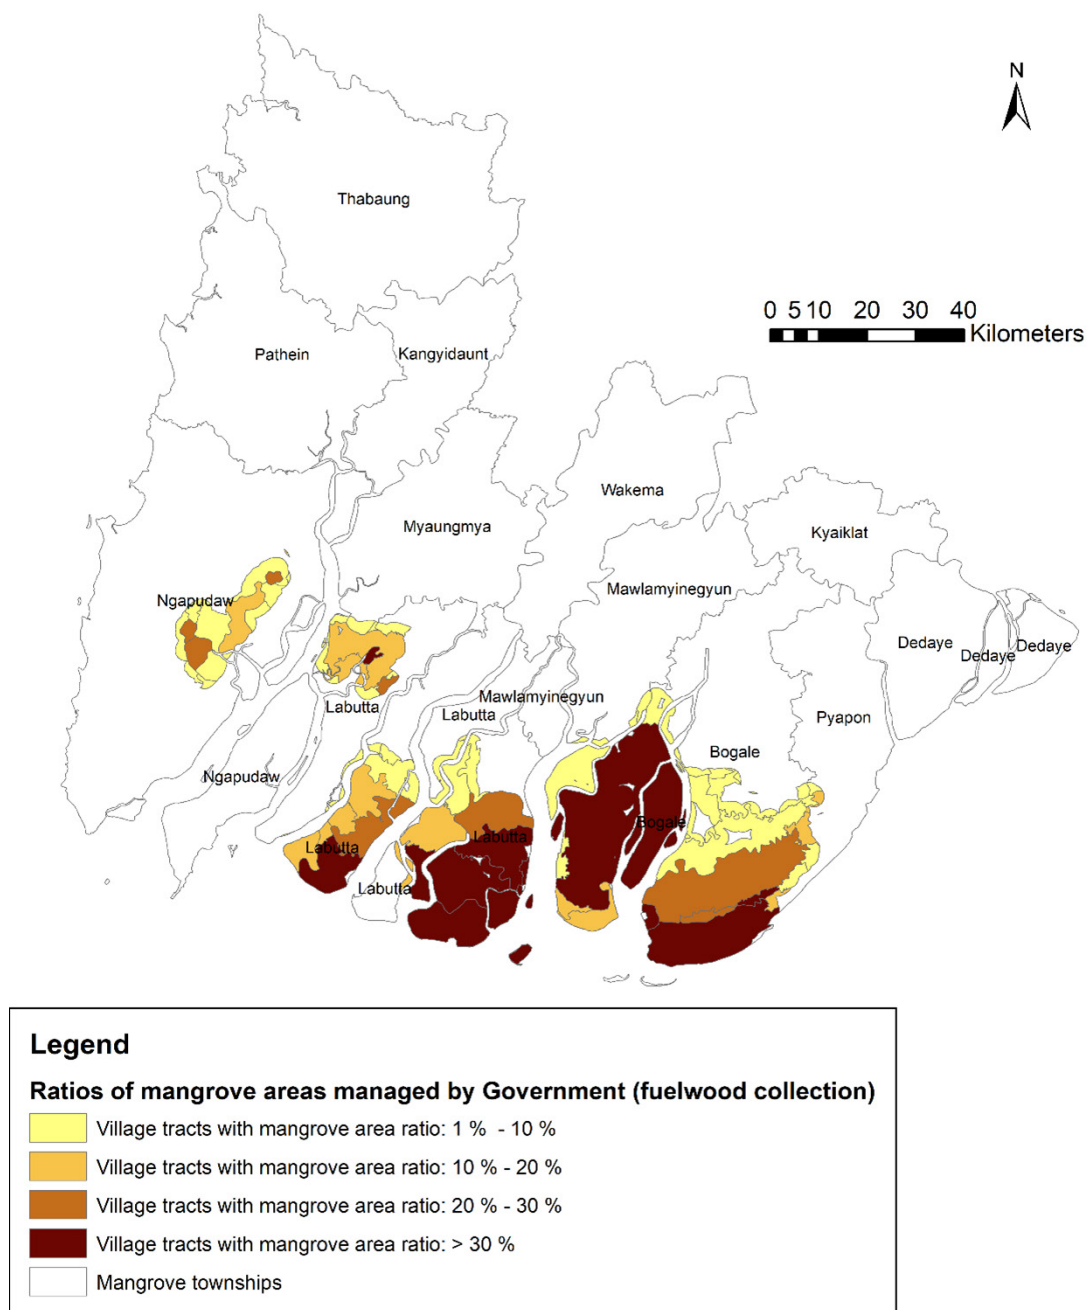 N
Thabaung
0 5 10 20 30 40
Kilometers
Pathein
Kangyidaunt
Wakema
Myaungmya
Kyaiklat
Mawlamyinegyun
Ngapudaw
Dedaye
Dedaye
Dedaye
Labutta
Mawlamyinegyun
Labutta
Pyapon
Bogale
Ngapudaw
Bogale
Labutta
Labutta
Labutta
Legend
Ratios of mangrove areas managed by Government (fuelwood collection)
Village tracts with mangrove area ratio: 1 % - 10 %
Village tracts with mangrove area ratio: 10 % - 20 %
Village tracts with mangrove area ratio: 20 % - 30 %
Village tracts with mangrove area ratio: > 30 %
Mangrove townships